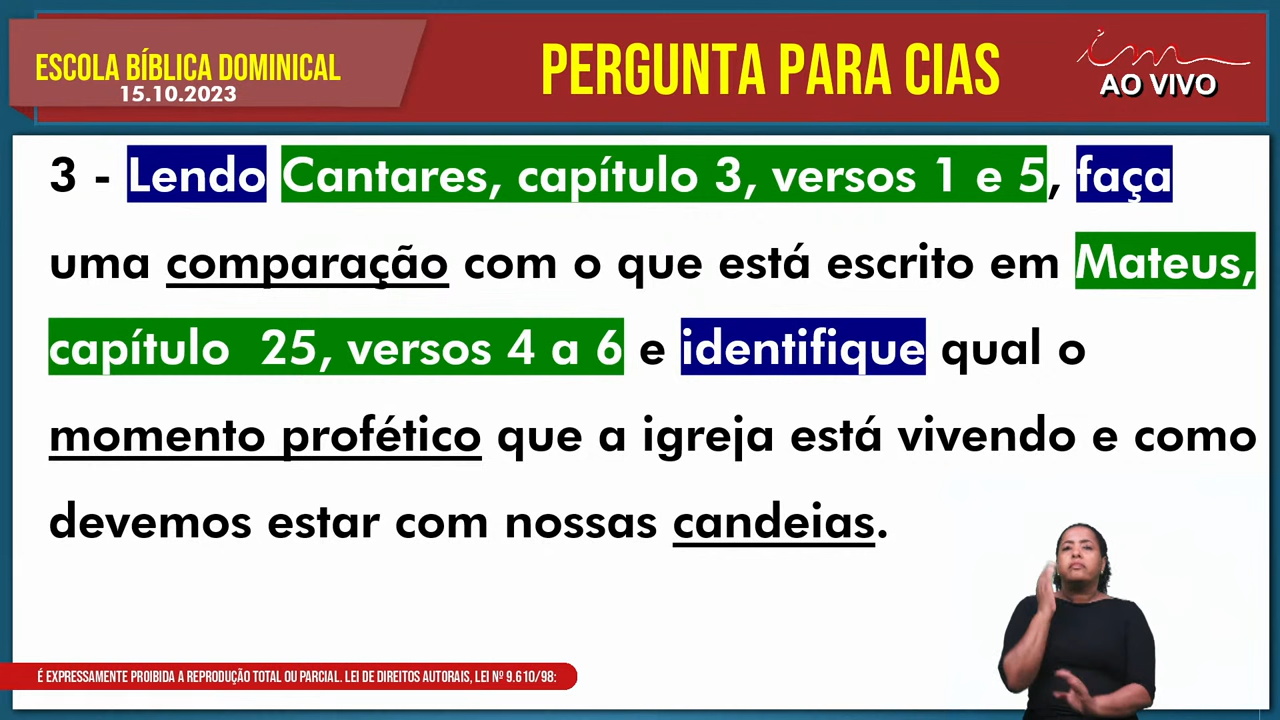 ESCOLA BÍBLICA DOMINICAL
15.10.2023
PERGUNTA PARA CIAS
im
AO VIVO
3 - Lendo Cantares, capítulo 3, versos 1 e 5, faça
uma comparação com o que está escrito em Mateus,
capítulo 25, versos 4 a 6 e identifique qual o
momento profético que a igreja está vivendo e como
devemos estar com nossas candeias.
É EXPRESSAMENTE PROIBIDA A REPRODUÇÃO TOTAL OU PARCIAL. LEI DE DIREITOS AUTORAIS, LEI Nº 9.610/98: